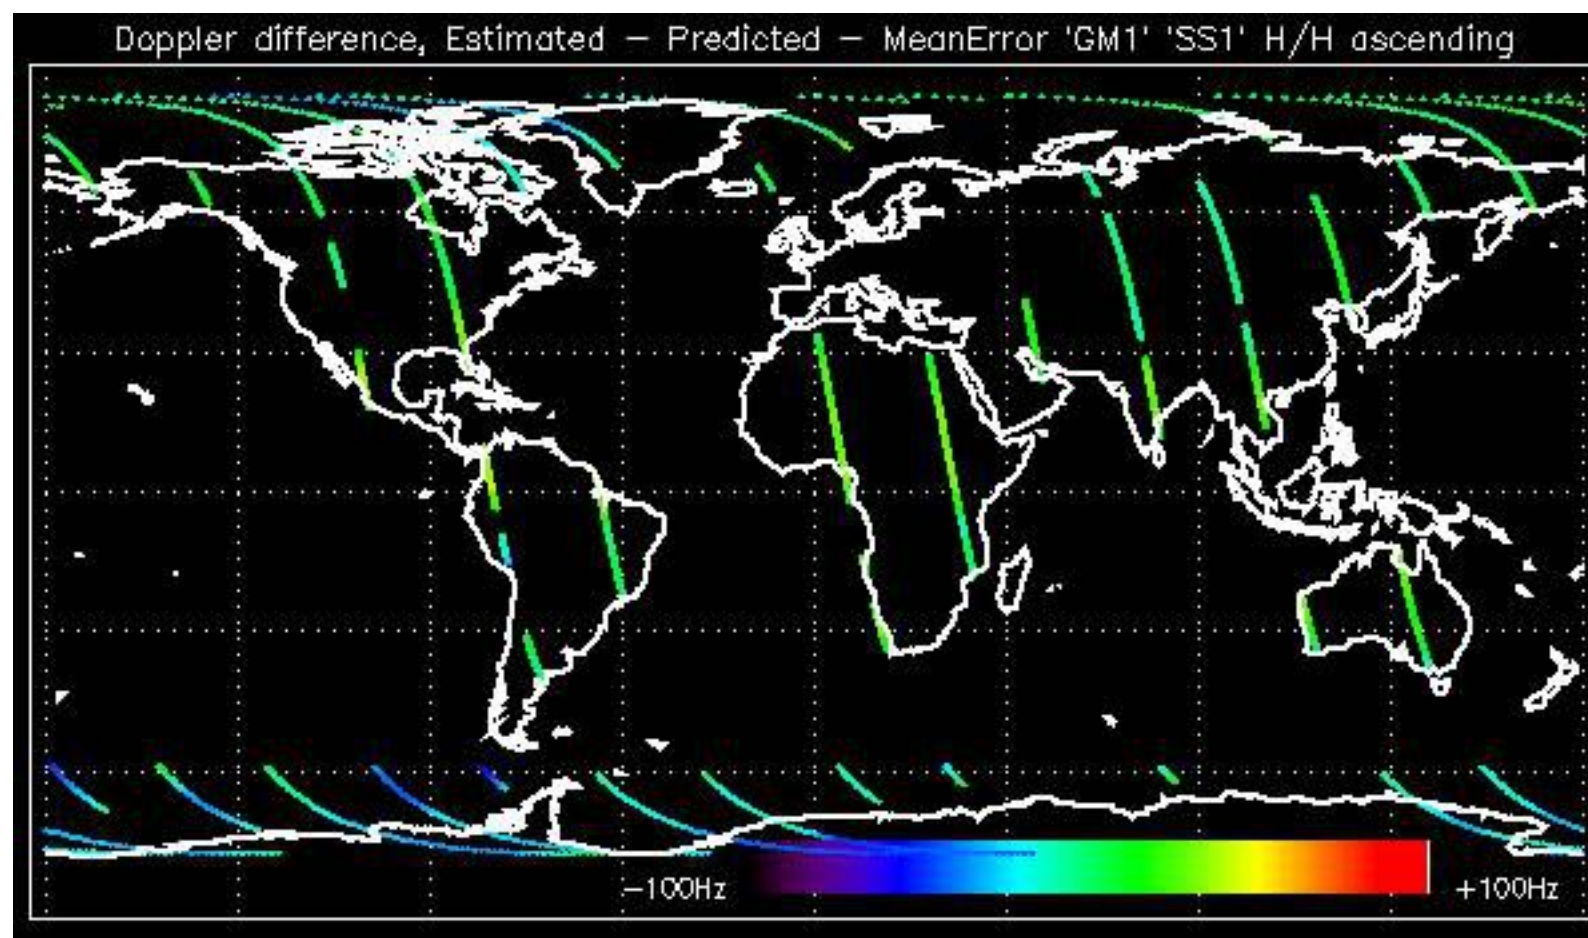 Doppler difference, Estimated – Predicted – MeanError 'GM1' 'SS1' H/H ascending
–100Hz +100Hz